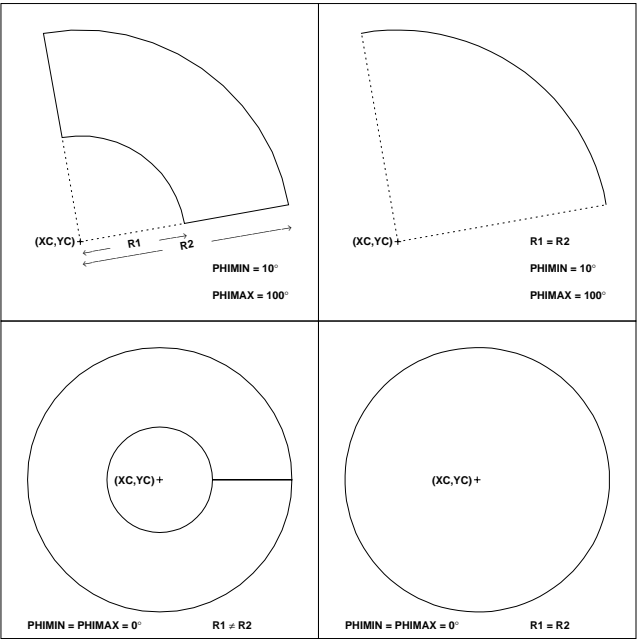 (XC,YC) +
R1
R2
PHIMIN = 10°
PHIMAX = 100°
(XC,YC) +
R1 = R2
PHIMIN = 10°
PHIMAX = 100°
(XC,YC) +
PHIMIN = PHIMAX = 0°
R1 ≠ R2
(XC,YC) +
PHIMIN = PHIMAX = 0°
R1 = R2